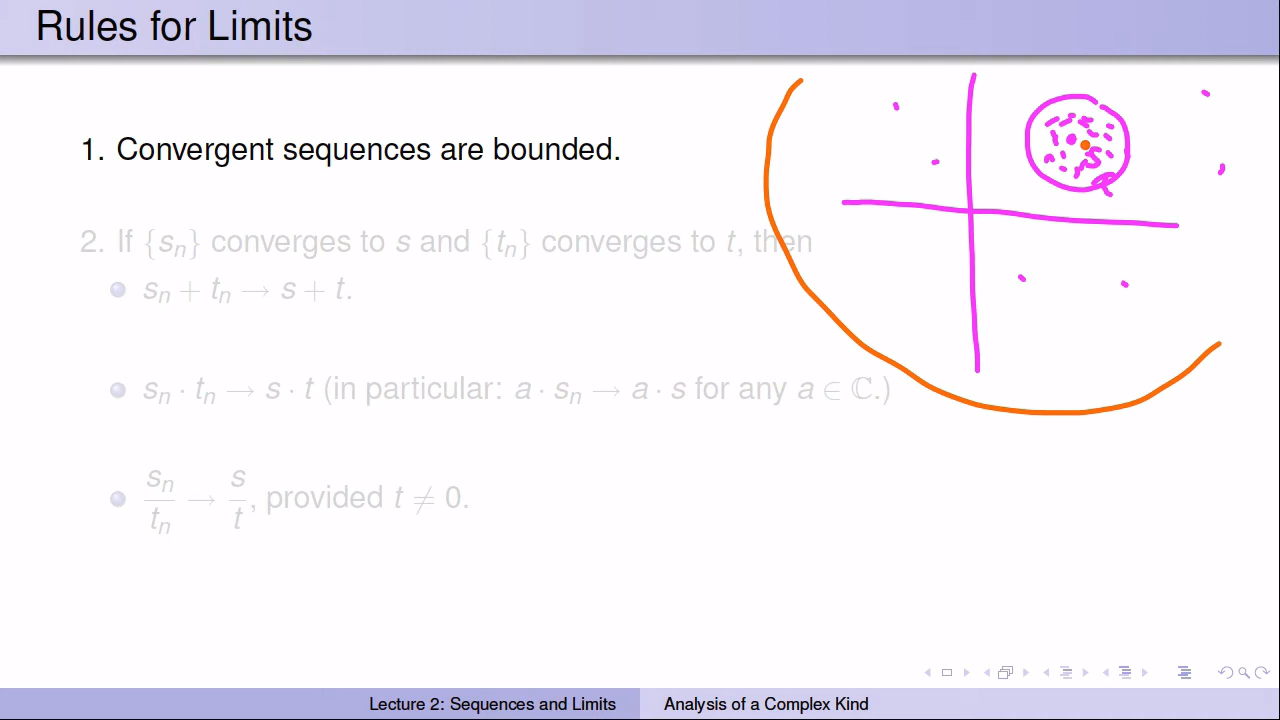 Rules for Limits
1. Convergent sequences are bounded.
2. If {sₙ} converges to s and {tₙ} converges to t, then
sₙ + tₙ → s + t.
sₙ · tₙ → s · t (in particular: a · sₙ → a · s for any a ∈ ℂ.)
sₙ/tₙ → s/t, provided t ≠ 0.
Lecture 2: Sequences and Limits Analysis of a Complex Kind